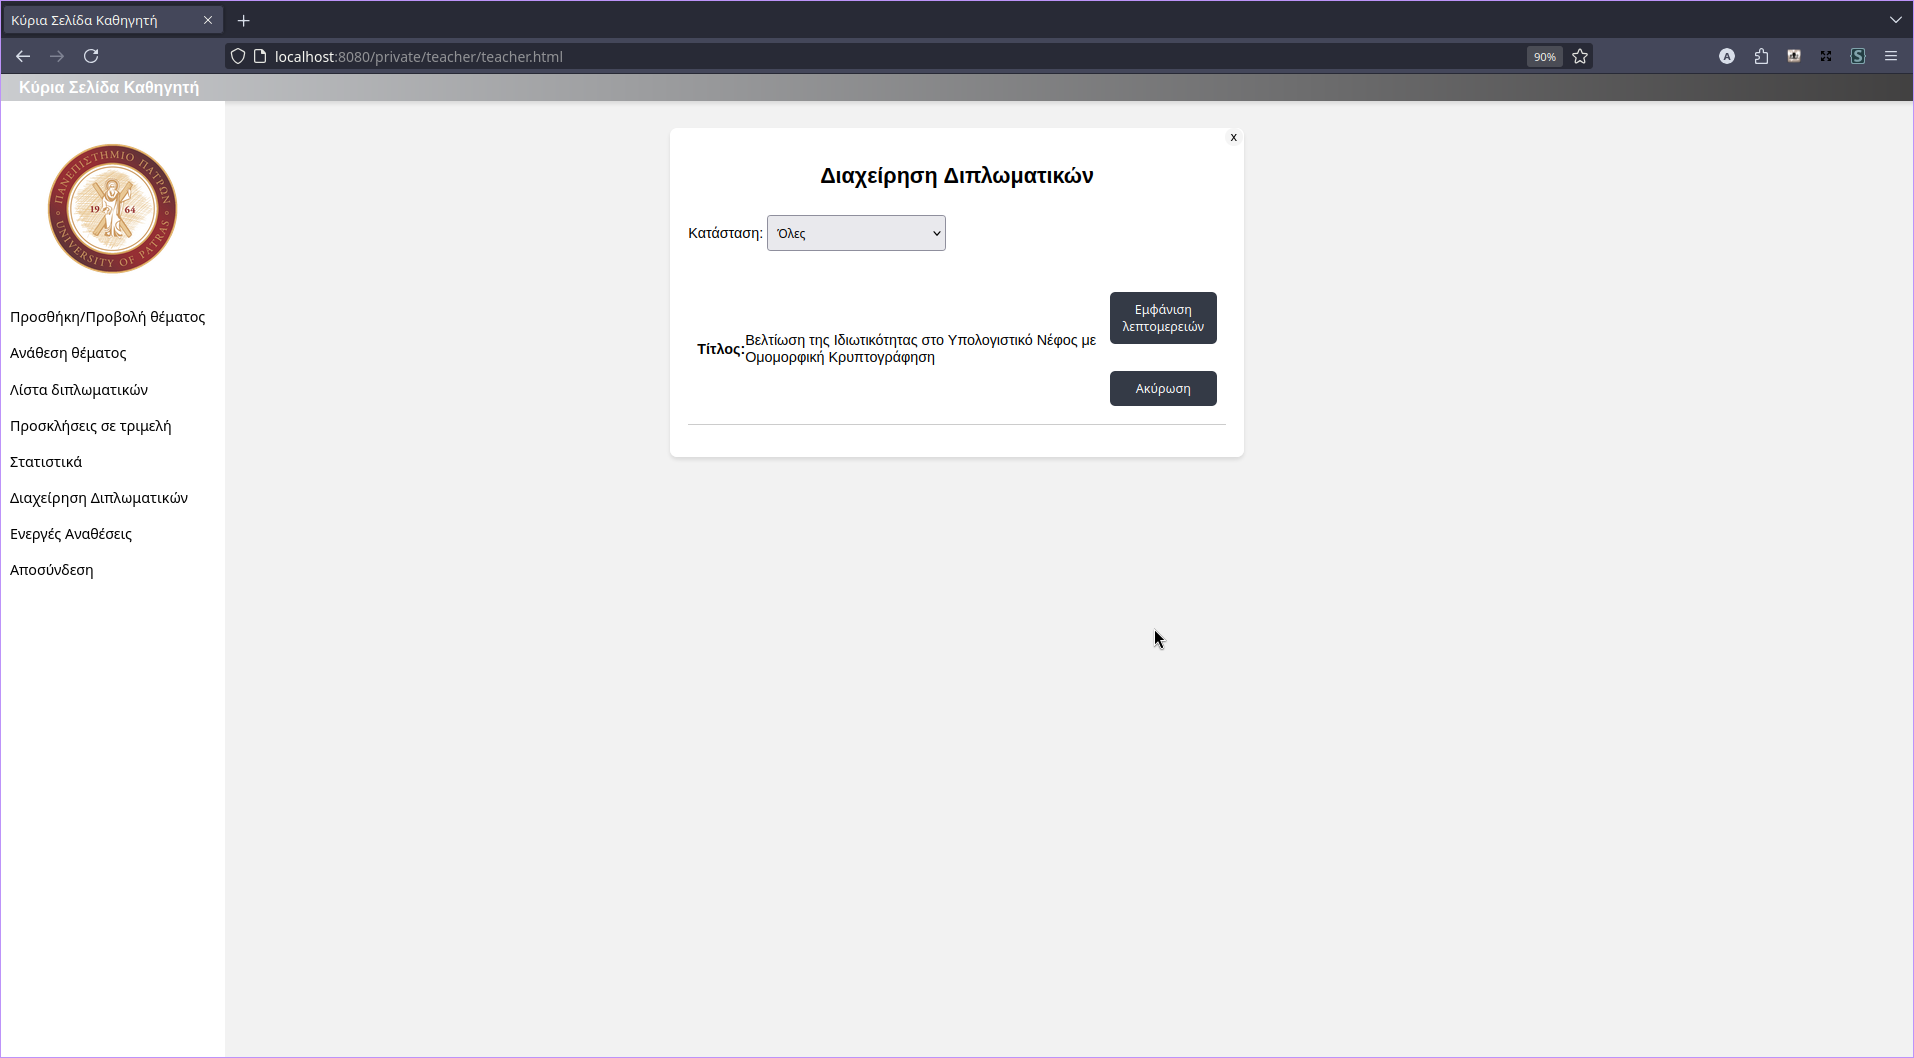 Κύρια Σελίδα Καθηγητή
localhost:8080/private/teacher/teacher.html
90%
A
S
Κύρια Σελίδα Καθηγητή
ΠΑΝΕΠΙΣΤΗΜΙΟ ΠΑΤΡΩΝ
19 64
UNIVERSITY OF PATRAS
Προσθήκη/Προβολή θέματος
Ανάθεση θέματος
Λίστα διπλωματικών
Προσκλήσεις σε τριμελή
Στατιστικά
Διαχείρηση Διπλωματικών
Ενεργές Αναθέσεις
Αποσύνδεση
x
Διαχείρηση Διπλωματικών
Κατάσταση: Όλες
Τίτλος: Βελτίωση της Ιδιωτικότητας στο Υπολογιστικό Νέφος με
Ομομορφική Κρυπτογράφηση
Εμφάνιση
λεπτομερειών
Ακύρωση